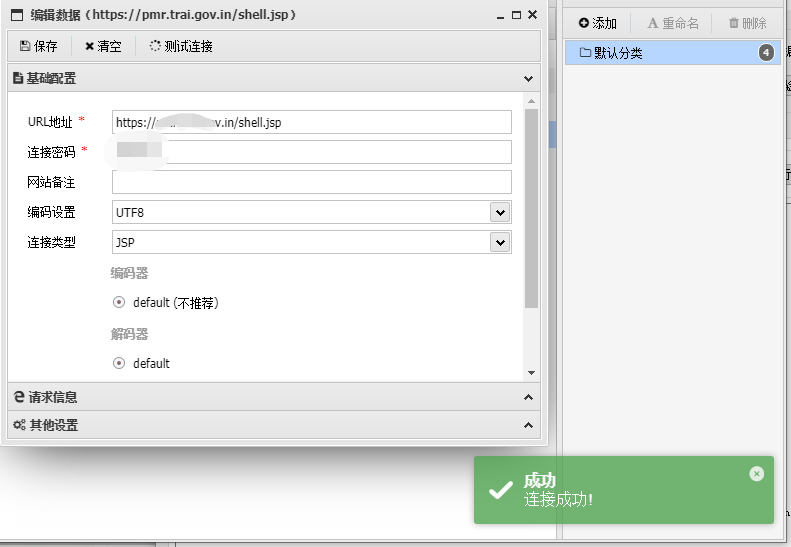 编辑数据 (https://pmr.trai.gov.in/shell.jsp)
保存 清空 测试连接
基础配置
URL地址 *
https:// v.in/shell.jsp
连接密码 *
网站备注
编码设置 UTF8
连接类型 JSP
编码器
default (不推荐)
解码器
default
请求信息
其他设置
添加 重命名 删除
默认分类 4
成功
连接成功!